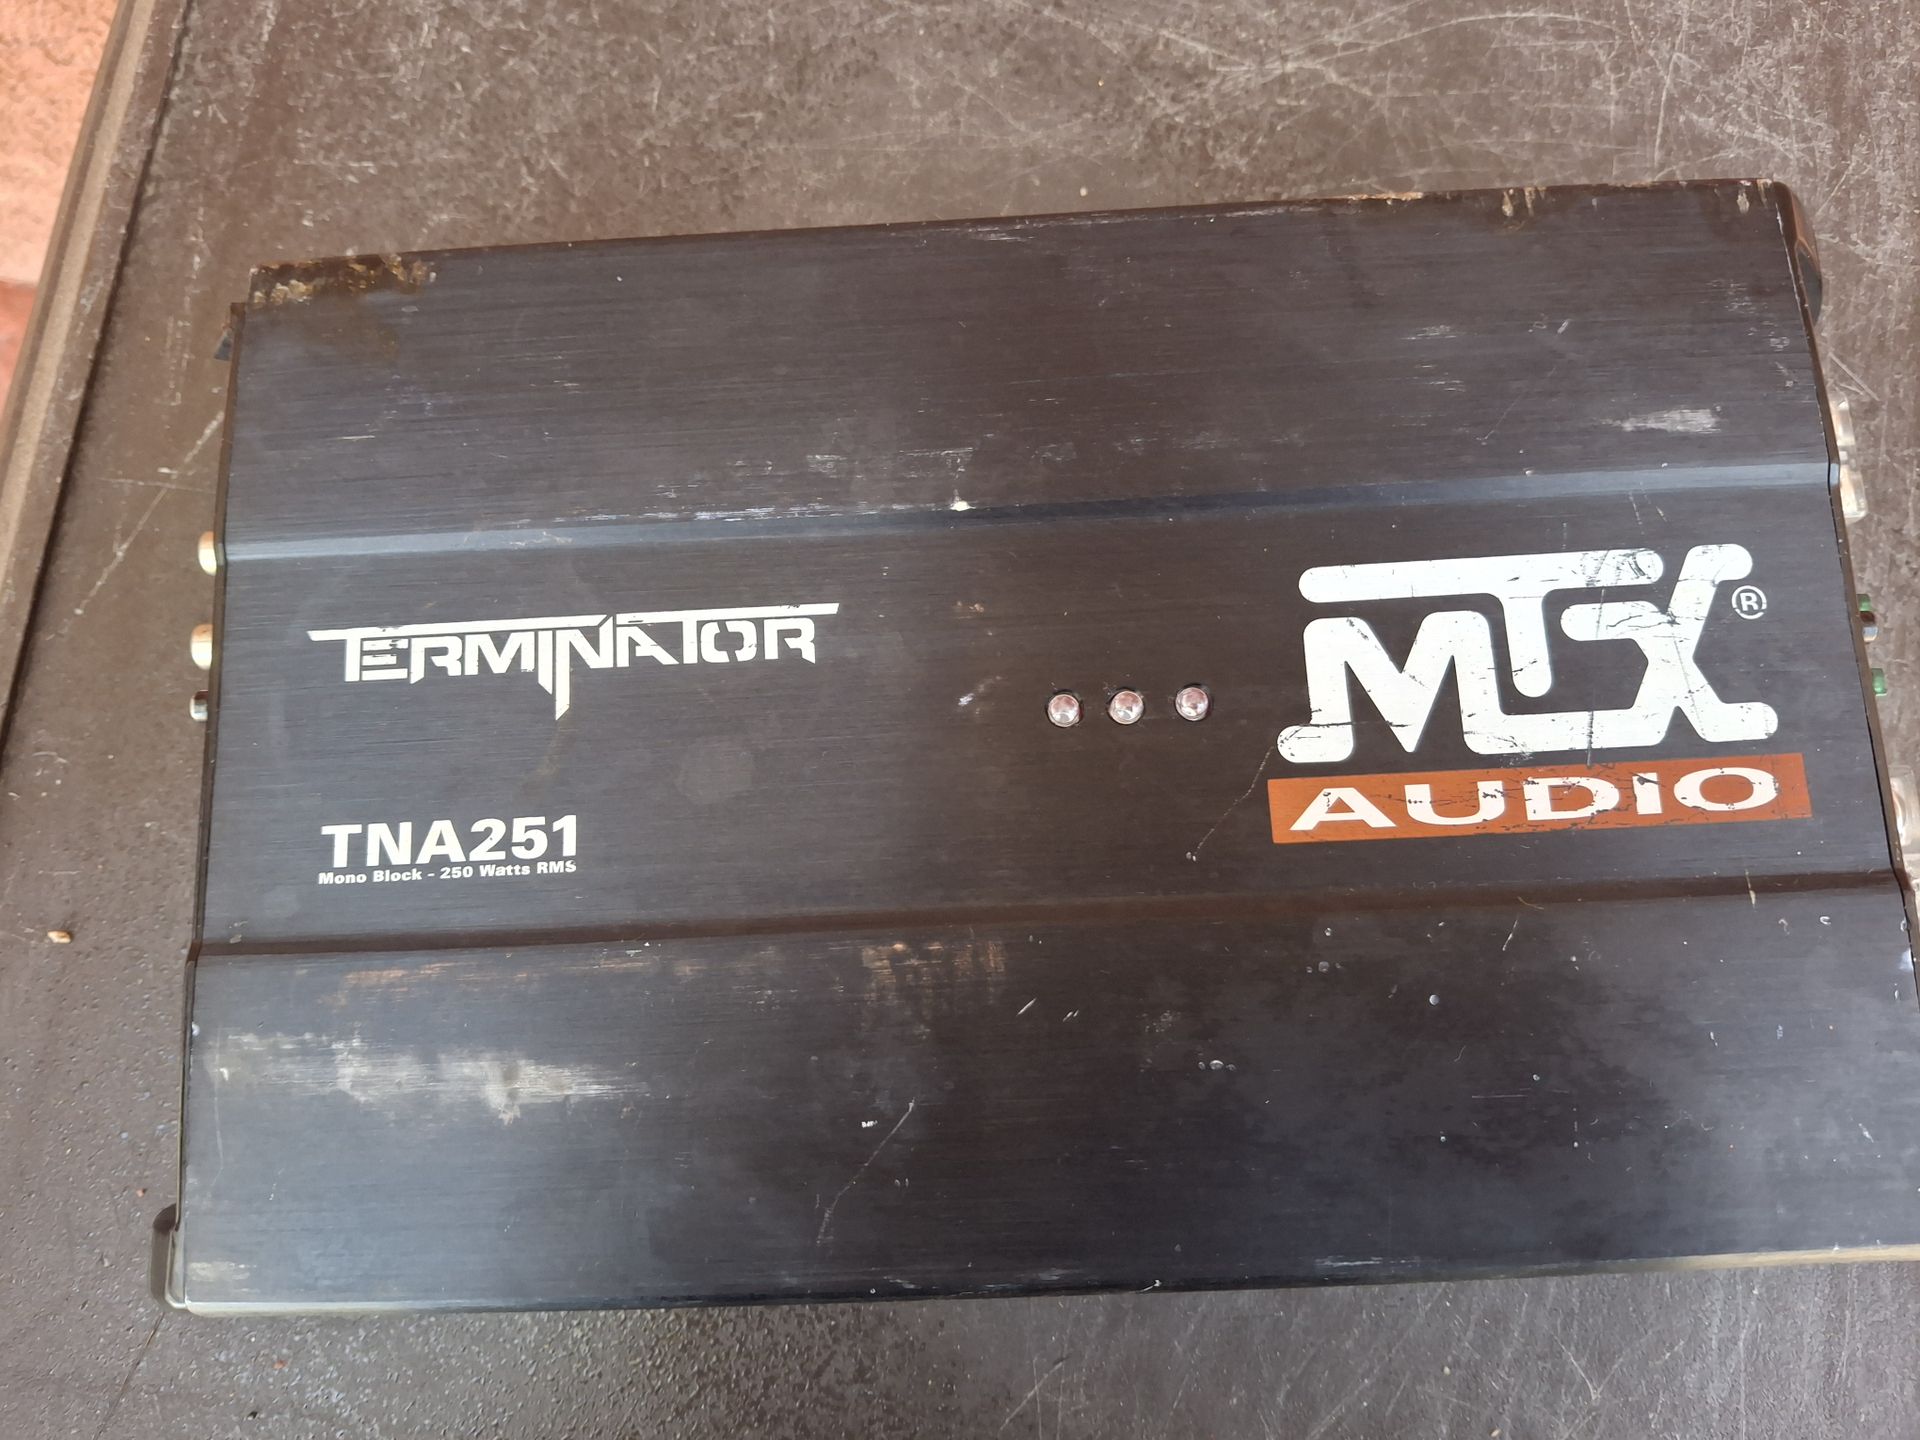 TERMINATOR
MTX®
AUDIO
TNA251
Mono Block - 250 Watts RMS